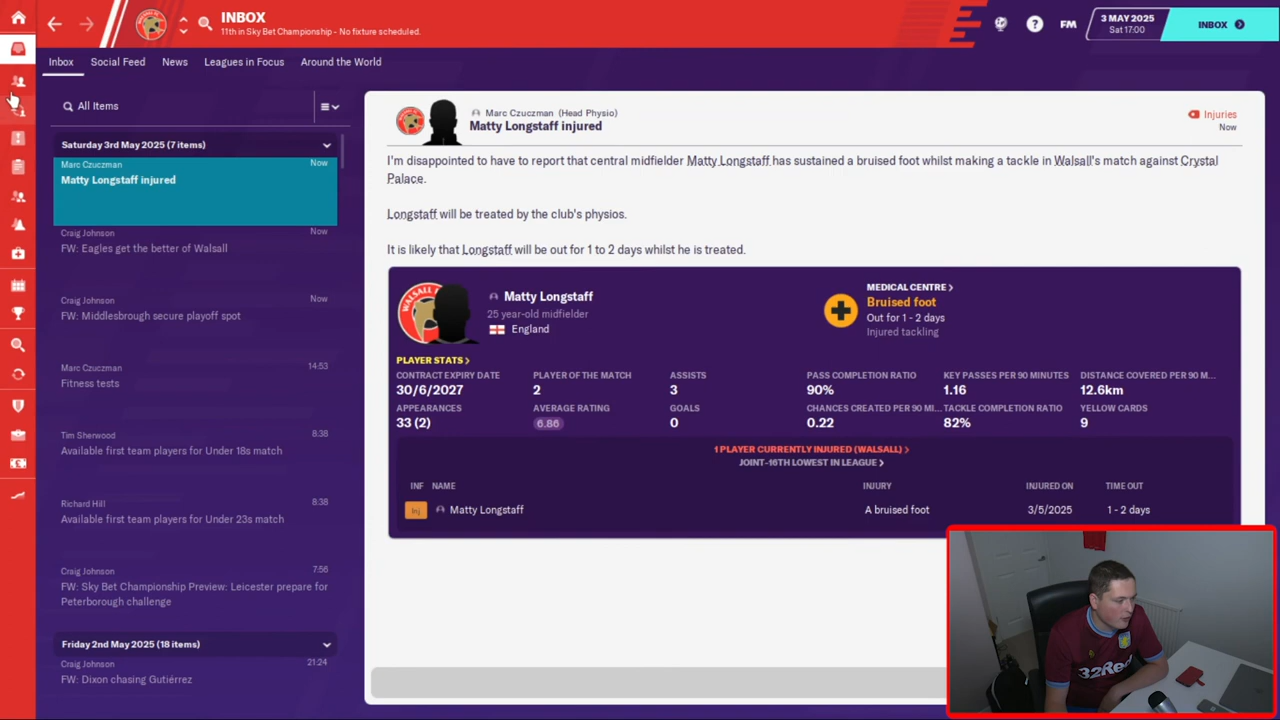 INBOX
11th in Sky Bet Championship - No fixture scheduled.
FM
3 MAY 2025
Sat 17:00
INBOX
Inbox
Social Feed
News
Leagues in Focus
Around the World
All Items
Saturday 3rd May 2025 (7 items)
Marc Czuczman
Now
Matty Longstaff injured
Craig Johnson
Now
FW: Eagles get the better of Walsall
Craig Johnson
Now
FW: Middlesbrough secure playoff spot
Marc Czuczman
14:53
Fitness tests
Tim Sherwood
8:38
Available first team players for Under 18s match
Richard Hill
8:38
Available first team players for Under 23s match
Craig Johnson
7:56
FW: Sky Bet Championship Preview: Leicester prepare for
Peterborough challenge
Friday 2nd May 2025 (18 items)
Craig Johnson
21:24
FW: Dixon chasing Gutiérrez
Marc Czuczman (Head Physio)
Matty Longstaff injured
Injuries
Now
I'm disappointed to have to report that central midfielder Matty Longstaff has sustained a bruised foot whilst making a tackle in Walsall's match against Crystal
Palace.
Longstaff will be treated by the club's physios.
It is likely that Longstaff will be out for 1 to 2 days whilst he is treated.
Matty Longstaff
25 year-old midfielder
England
MEDICAL CENTRE
Bruised foot
Out for 1 - 2 days
Injured tackling
PLAYER STATS
CONTRACT EXPIRY DATE
PLAYER OF THE MATCH
ASSISTS
PASS COMPLETION RATIO
KEY PASSES PER 90 MINUTES
DISTANCE COVERED PER 90 M...
30/6/2027
2
3
90%
1.16
12.6km
APPEARANCES
AVERAGE RATING
GOALS
CHANCES CREATED PER 90 MI...
TACKLE COMPLETION RATIO
YELLOW CARDS
33 (2)
6.86
0
0.22
82%
9
1 PLAYER CURRENTLY INJURED (WALSALL)
JOINT-16TH LOWEST IN LEAGUE
INF
NAME
INJURY
INJURED ON
TIME OUT
Inj
Matty Longstaff
A bruised foot
3/5/2025
1 - 2 days
32Red